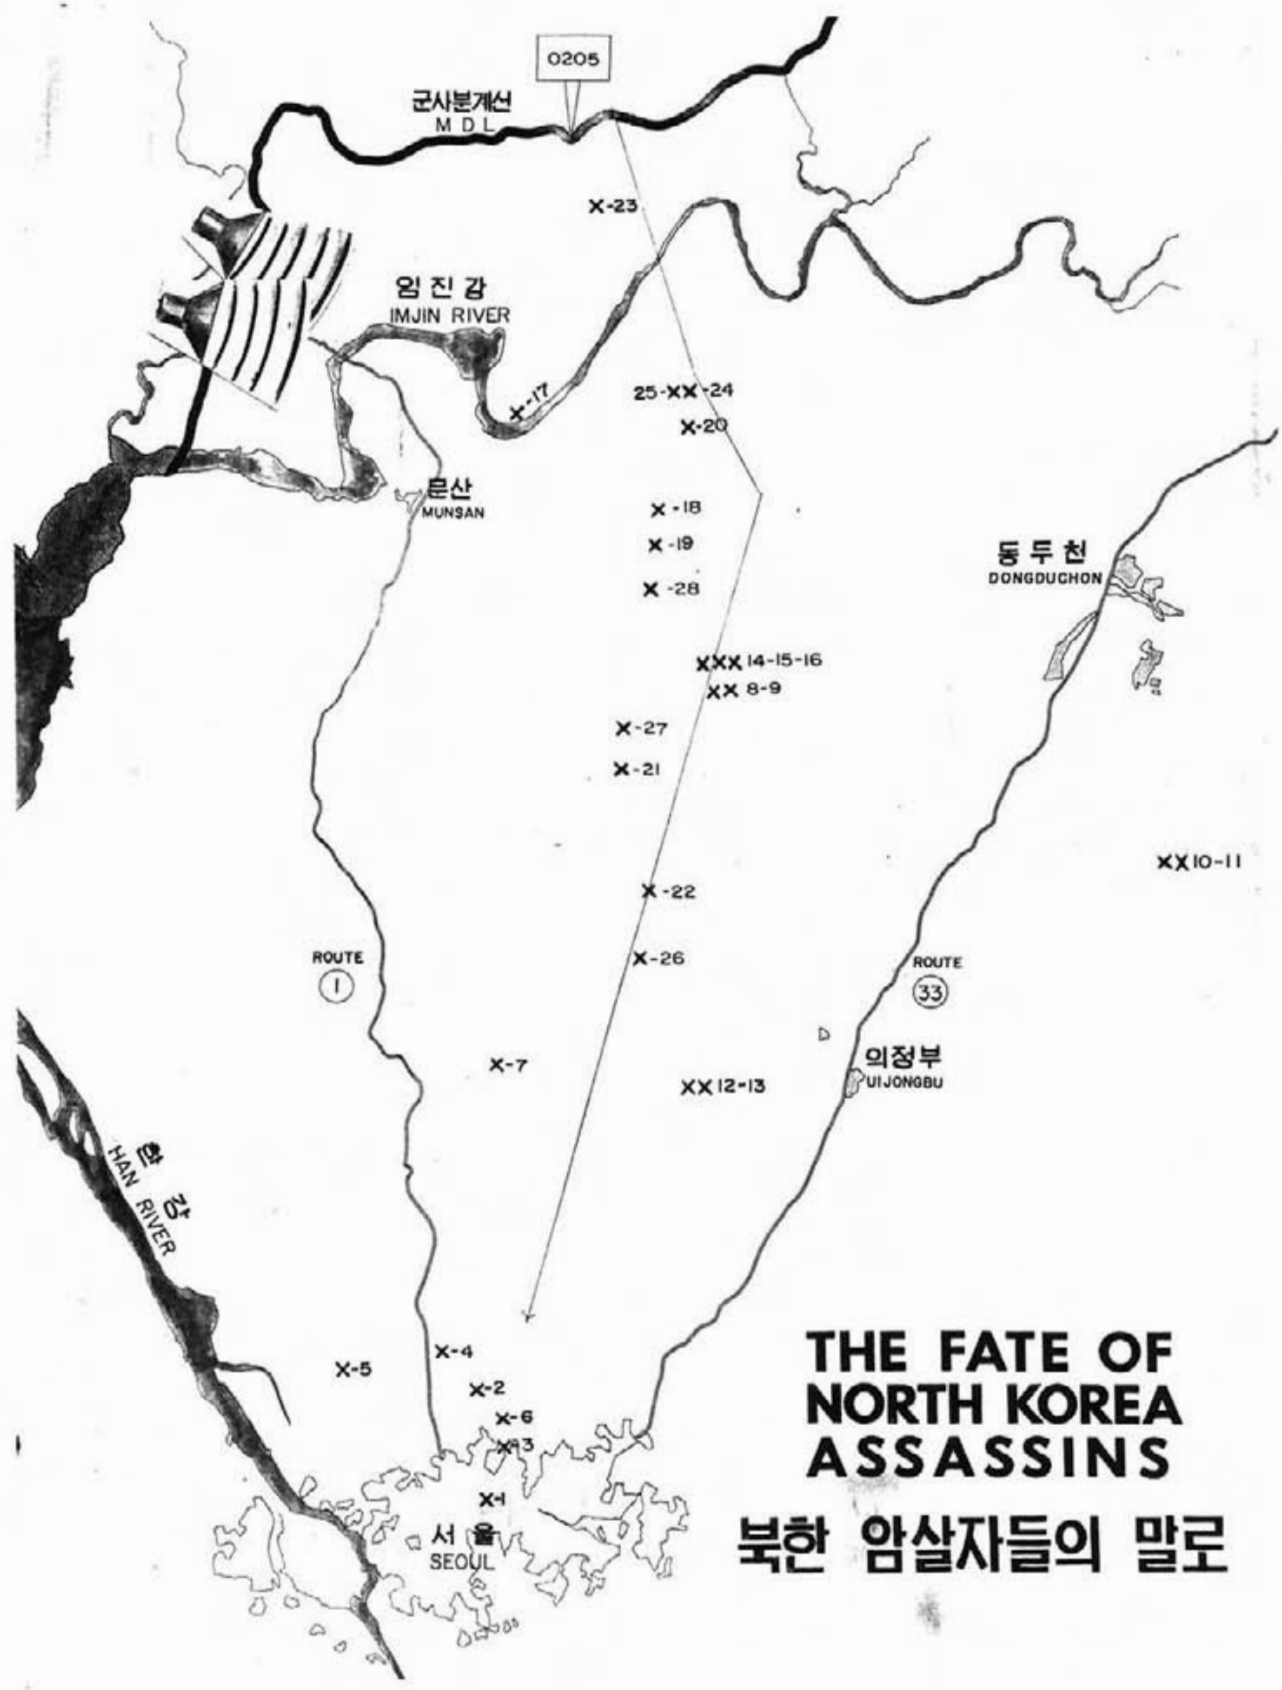 0205
군사분계선
M D L
X-23
임진강
IMJIN RIVER
X-17
25-XX-24
X-20
문산
MUNSAN
X-18
X-19
X-28
동두천
DONGDUCHON
XXX 14-15-16
XX 8-9
X-27
X-21
XX10-11
X-22
X-26
ROUTE
1
ROUTE
33
의정부
UIJONGBU
X-7
XX12-13
한강
HAN RIVER
X-4
X-5
X-2
X-6
X-3
X-1
서울
SEOUL
THE FATE OF
NORTH KOREA
ASSASSINS
북한 암살자들의 말로